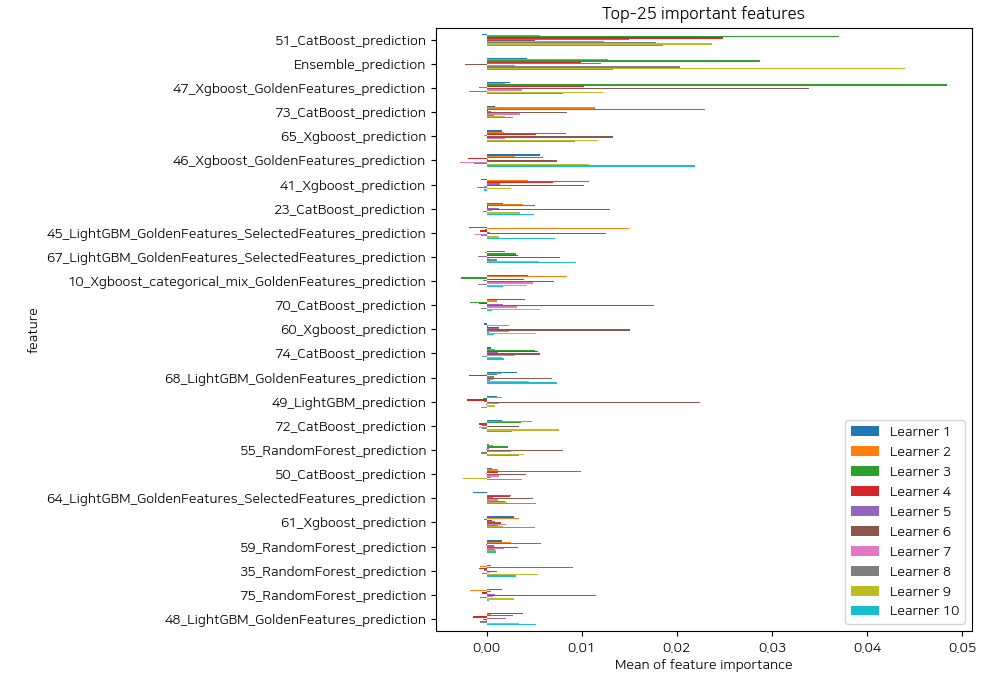 Top-25 important features
feature
51_CatBoost_prediction
Ensemble_prediction
47_Xgboost_GoldenFeatures_prediction
73_CatBoost_prediction
65_Xgboost_prediction
46_Xgboost_GoldenFeatures_prediction
41_Xgboost_prediction
23_CatBoost_prediction
45_LightGBM_GoldenFeatures_SelectedFeatures_prediction
67_LightGBM_GoldenFeatures_SelectedFeatures_prediction
10_Xgboost_categorical_mix_GoldenFeatures_prediction
70_CatBoost_prediction
60_Xgboost_prediction
74_CatBoost_prediction
68_LightGBM_GoldenFeatures_prediction
49_LightGBM_prediction
72_CatBoost_prediction
55_RandomForest_prediction
50_CatBoost_prediction
64_LightGBM_GoldenFeatures_SelectedFeatures_prediction
61_Xgboost_prediction
59_RandomForest_prediction
35_RandomForest_prediction
75_RandomForest_prediction
48_LightGBM_GoldenFeatures_prediction
Learner 1
Learner 2
Learner 3
Learner 4
Learner 5
Learner 6
Learner 7
Learner 8
Learner 9
Learner 10
0.00 0.01 0.02 0.03 0.04 0.05
Mean of feature importance